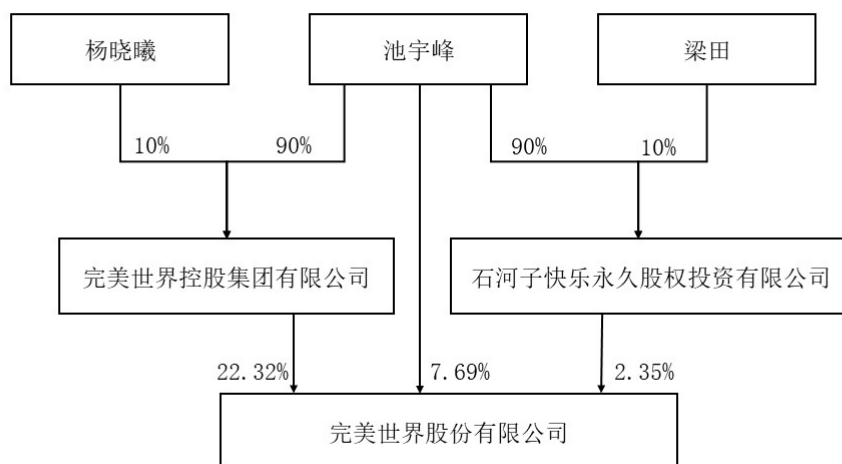 杨晓曦
池宇峰
梁田
10%
90%
90%
10%
完美世界控股集团有限公司
石河子快乐永久股权投资有限公司
22.32%
7.69%
2.35%
完美世界股份有限公司